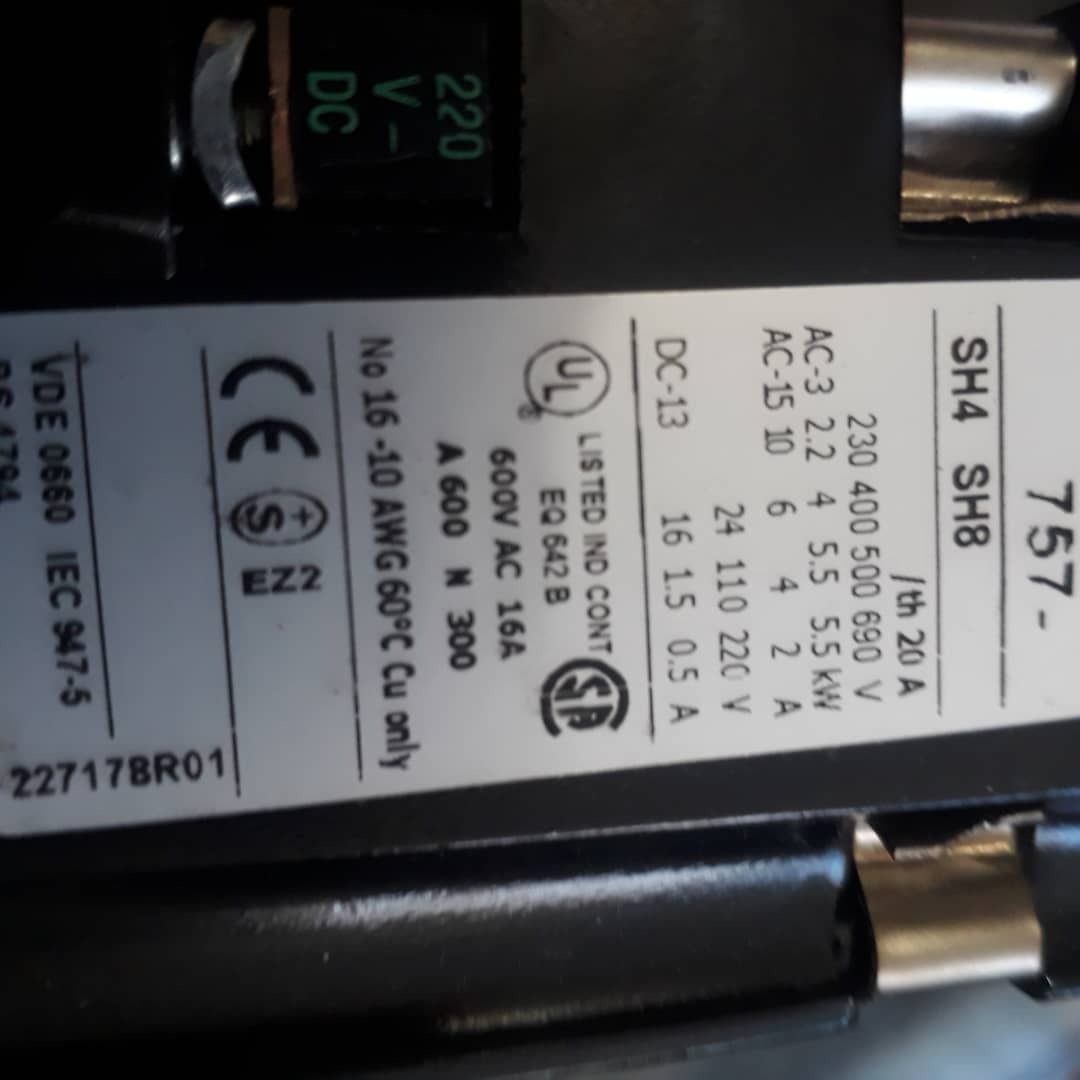 220
V -
DC
757-
SH4 SH8
Ith 20 A
230 400 500 690 V
AC-3 2.2 4 5.5 5.5 kW
AC-15 10 6 4 2 A
24 110 220 V
DC-13 16 1.5 0.5 A
UL ® LISTED IND CONT
EQ 642 B
600V AC 16A
A 600 N 300
No 16 -10 AWG 60°C Cu only
CE +S EZ2
VDE 0660 IEC 947-5
227178R01